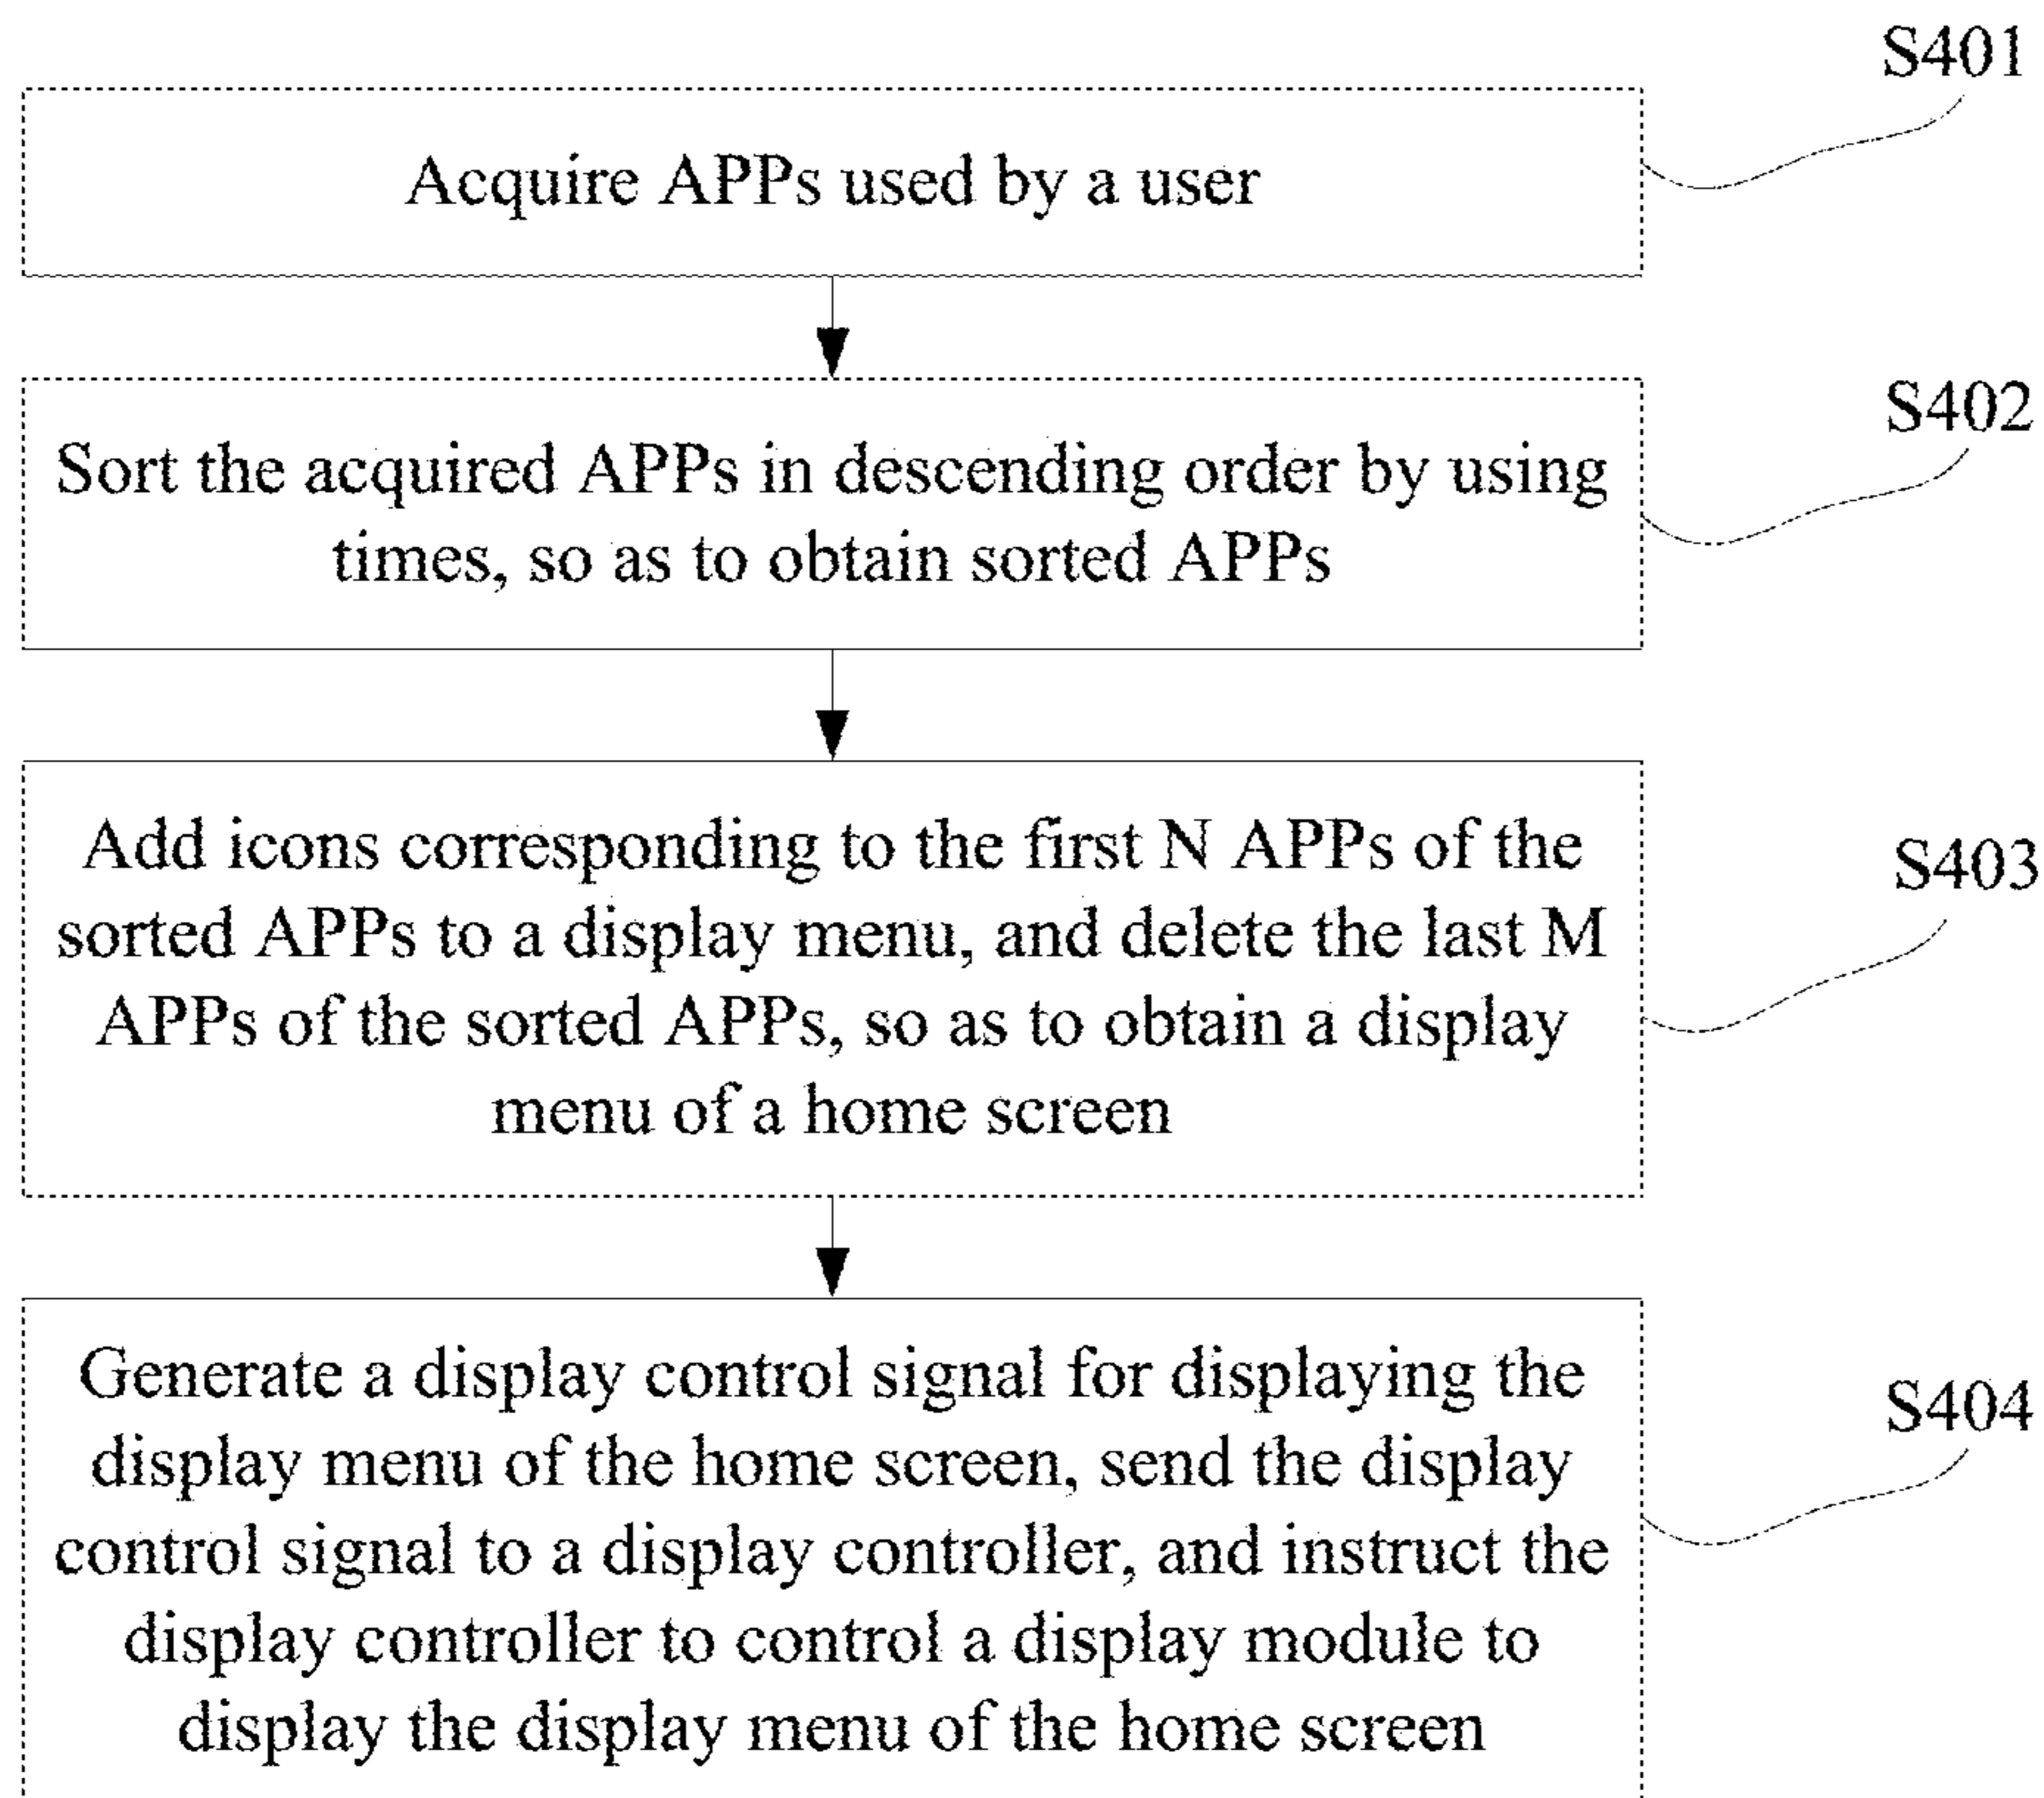 S401
Acquire APPs used by a user
S402
Sort the acquired APPs in descending order by using
times, so as to obtain sorted APPs
S403
Add icons corresponding to the first N APPs of the
sorted APPs to a display menu, and delete the last M
APPs of the sorted APPs, so as to obtain a display
menu of a home screen
S404
Generate a display control signal for displaying the
display menu of the home screen, send the display
control signal to a display controller, and instruct the
display controller to control a display module to
display the display menu of the home screen